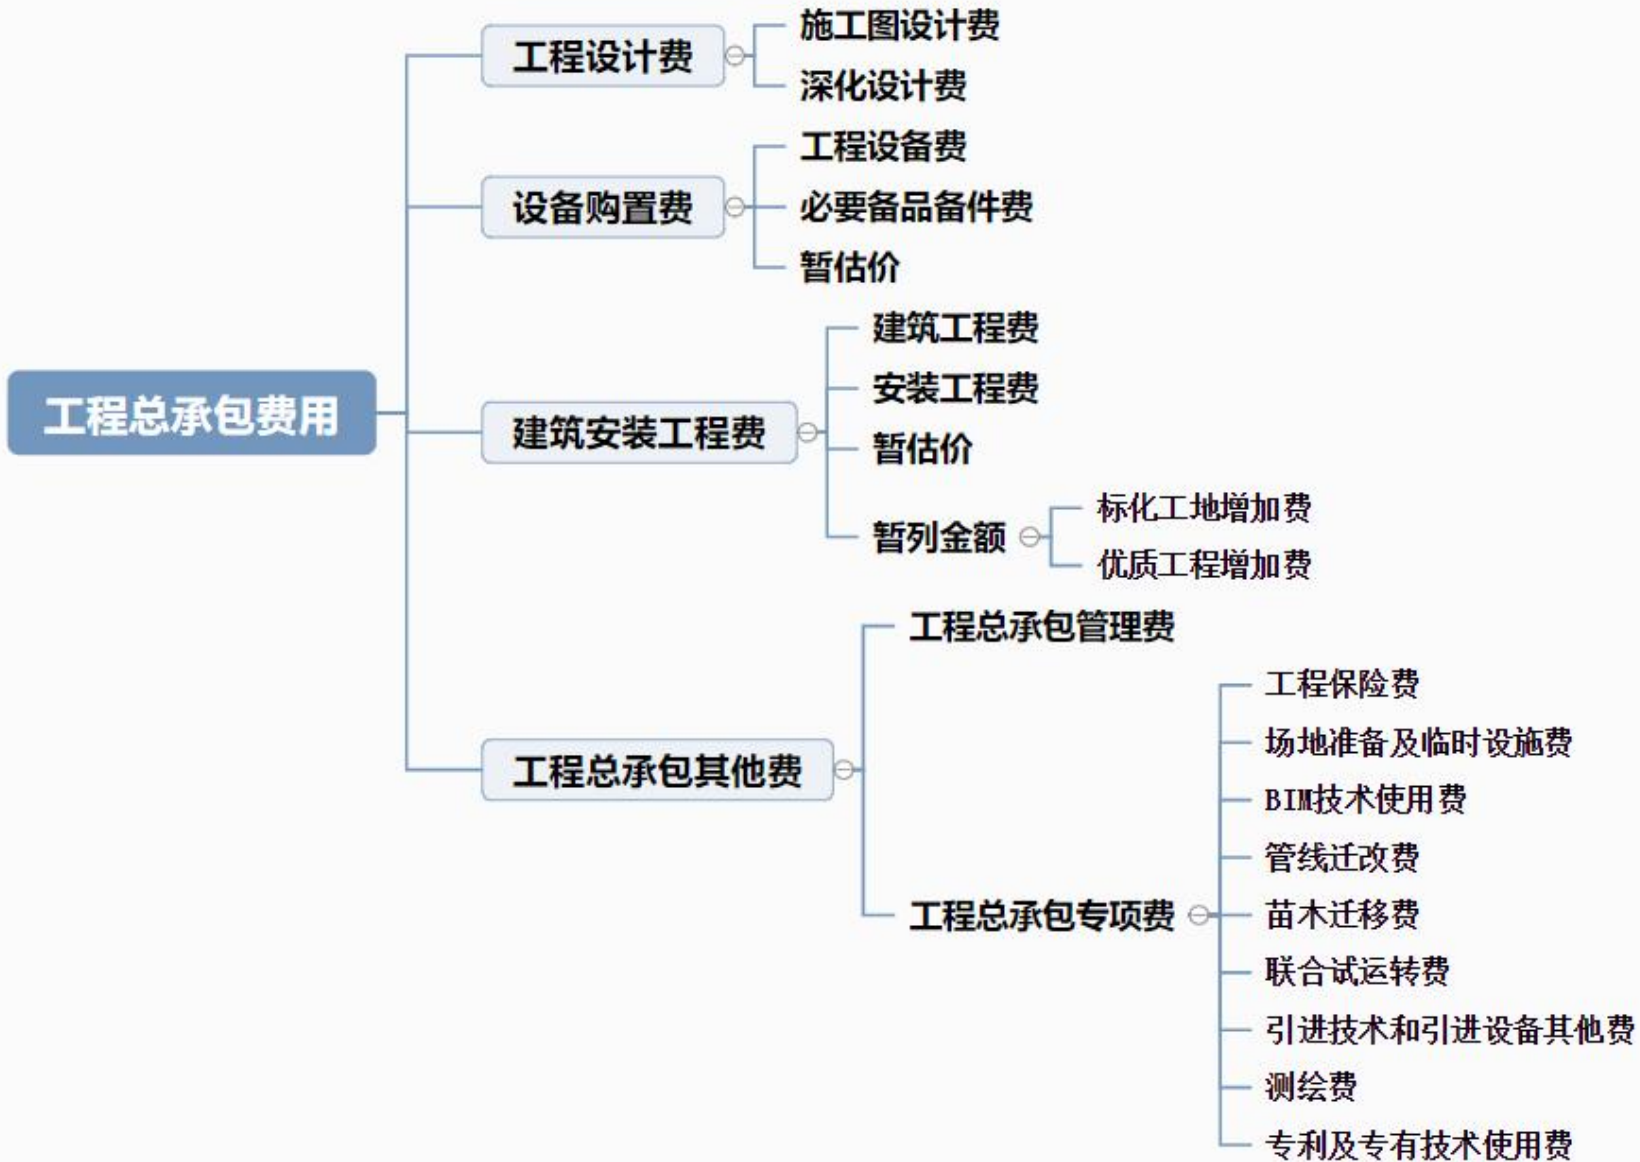 工程总承包费用
工程设计费
施工图设计费
深化设计费
设备购置费
工程设备费
必要备品备件费
暂估价
建筑安装工程费
建筑工程费
安装工程费
暂估价
暂列金额
标化工地增加费
优质工程增加费
工程总承包其他费
工程总承包管理费
工程总承包专项费
工程保险费
场地准备及临时设施费
BIM技术使用费
管线迁改费
苗木迁移费
联合试运转费
引进技术和引进设备其他费
测绘费
专利及专有技术使用费